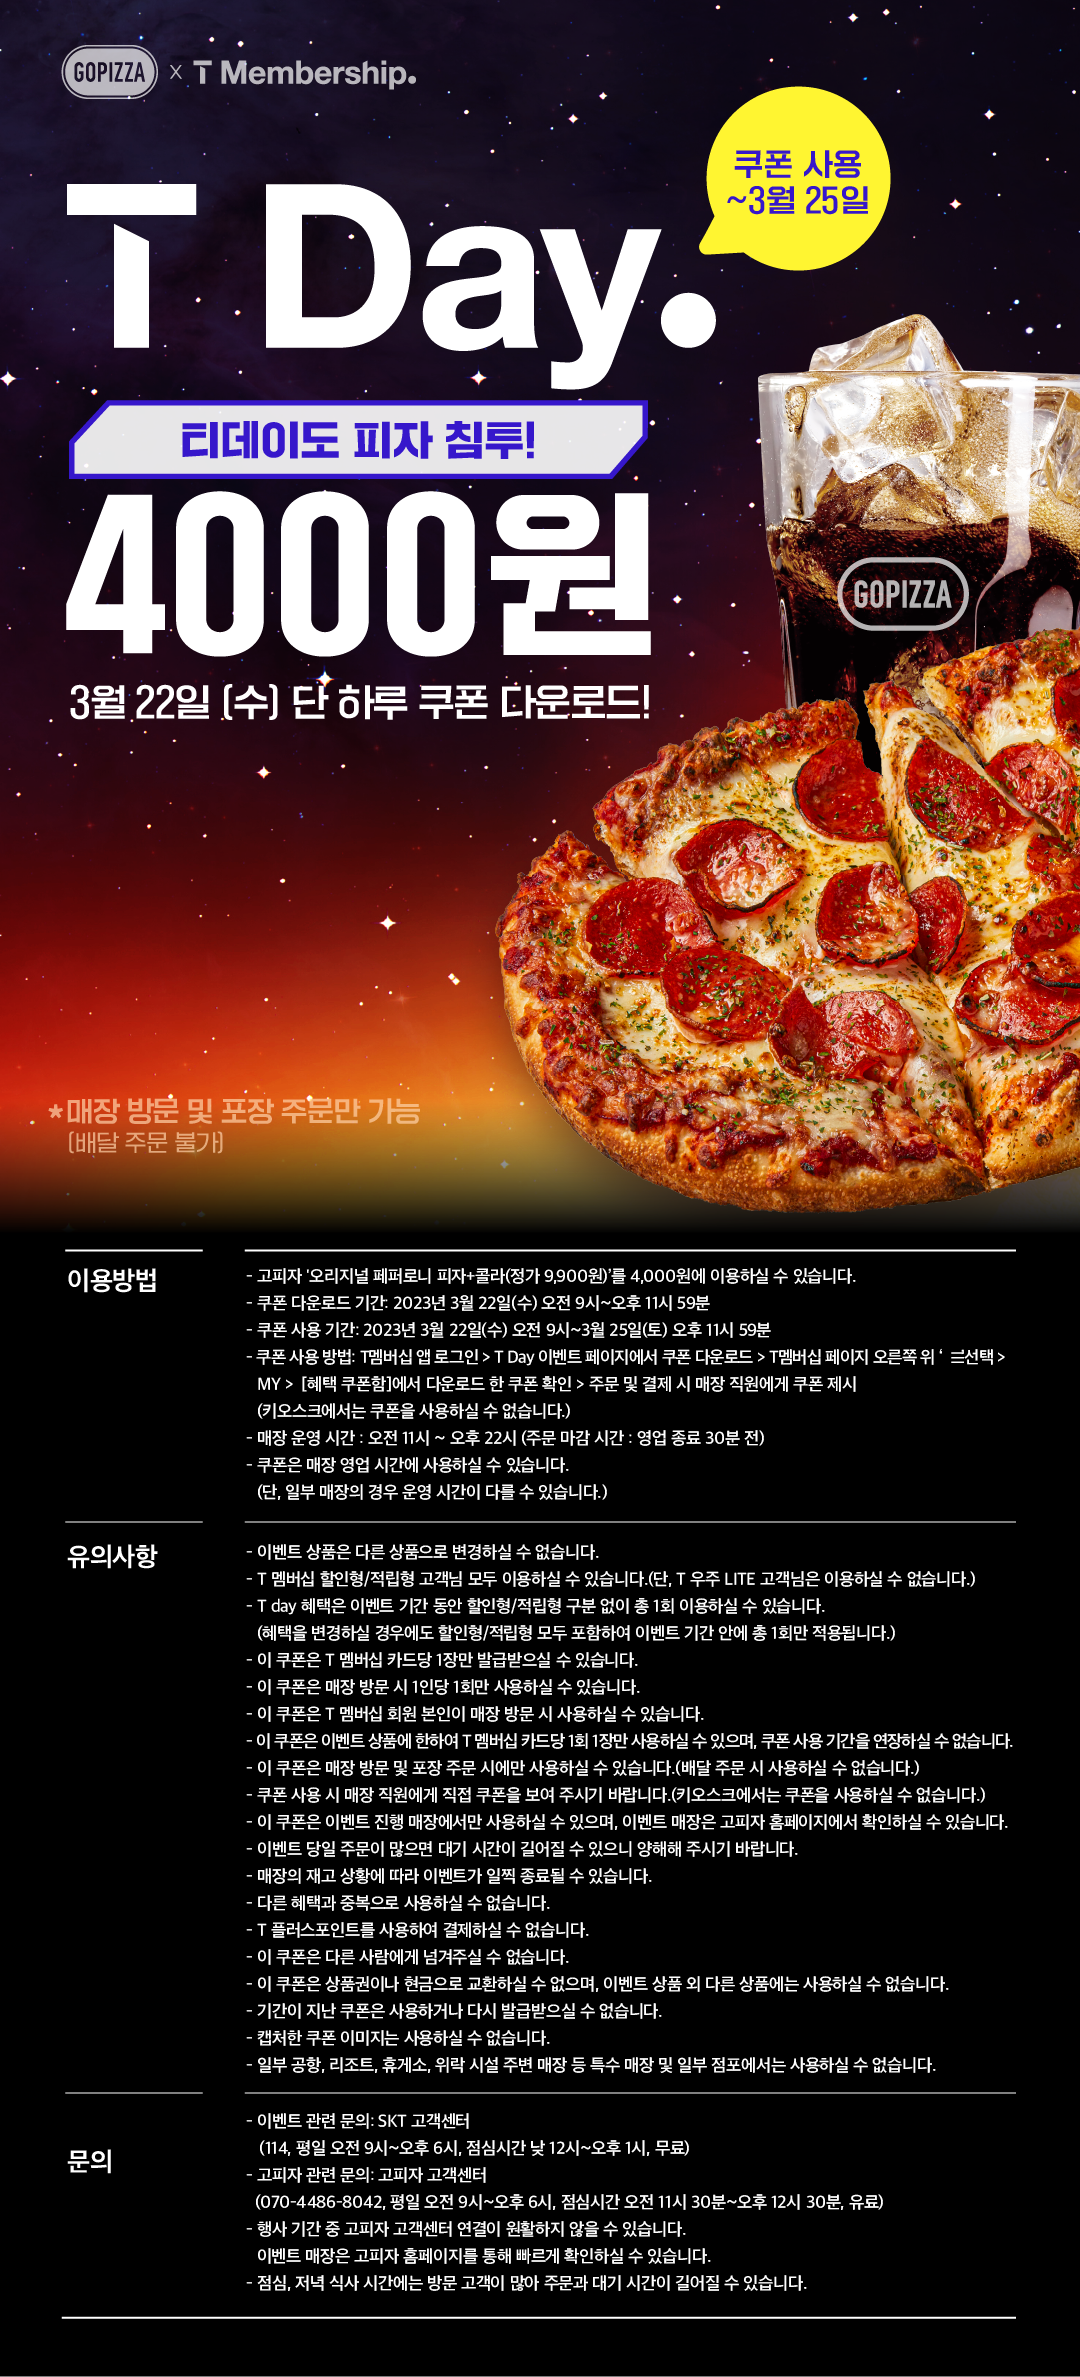 GOPIZZA X T Membership.
쿠폰 사용
~3월 25일
T Day.
티데이도 피자 침투!
4000원
3월 22일 (수) 단 하루 쿠폰 다운로드!
GOPIZZA
*매장 방문 및 포장 주문만 가능
(배달 주문 불가)
이용방법
- 고피자 '오리지널 페퍼로니 피자+콜라(정가 9,900원)'를 4,000원에 이용하실 수 있습니다.
- 쿠폰 다운로드 기간: 2023년 3월 22일(수) 오전 9시~오후 11시 59분
- 쿠폰 사용 기간: 2023년 3월 22일(수) 오전 9시~3월 25일(토) 오후 11시 59분
- 쿠폰 사용 방법: T멤버십 앱 로그인 > T Day 이벤트 페이지에서 쿠폰 다운로드 > T멤버십 페이지 오른쪽 위 ' ☰선택 >
MY > [혜택 쿠폰함]에서 다운로드 한 쿠폰 확인 > 주문 및 결제 시 매장 직원에게 쿠폰 제시
(키오스크에서는 쿠폰을 사용하실 수 없습니다.)
- 매장 운영 시간 : 오전 11시 ~ 오후 22시 (주문 마감 시간 : 영업 종료 30분 전)
- 쿠폰은 매장 영업 시간에 사용하실 수 있습니다.
(단, 일부 매장의 경우 운영 시간이 다를 수 있습니다.)
유의사항
- 이벤트 상품은 다른 상품으로 변경하실 수 없습니다.
- T 멤버십 할인형/적립형 고객님 모두 이용하실 수 있습니다.(단, T 우주 LITE 고객님은 이용하실 수 없습니다.)
- T day 혜택은 이벤트 기간 동안 할인형/적립형 구분 없이 총 1회 이용하실 수 있습니다.
(혜택을 변경하실 경우에도 할인형/적립형 모두 포함하여 이벤트 기간 안에 총 1회만 적용됩니다.)
- 이 쿠폰은 T 멤버십 카드당 1장만 발급받으실 수 있습니다.
- 이 쿠폰은 매장 방문 시 1인당 1회만 사용하실 수 있습니다.
- 이 쿠폰은 T 멤버십 회원 본인이 매장 방문 시 사용하실 수 있습니다.
- 이 쿠폰은 이벤트 상품에 한하여 T 멤버십 카드당 1회 1장만 사용하실 수 있으며, 쿠폰 사용 기간을 연장하실 수 없습니다.
- 이 쿠폰은 매장 방문 및 포장 주문 시에만 사용하실 수 있습니다.(배달 주문 시 사용하실 수 없습니다.)
- 쿠폰 사용 시 매장 직원에게 직접 쿠폰을 보여 주시기 바랍니다.(키오스크에서는 쿠폰을 사용하실 수 없습니다.)
- 이 쿠폰은 이벤트 진행 매장에서만 사용하실 수 있으며, 이벤트 매장은 고피자 홈페이지에서 확인하실 수 있습니다.
- 이벤트 당일 주문이 많으면 대기 시간이 길어질 수 있으니 양해해 주시기 바랍니다.
- 매장의 재고 상황에 따라 이벤트가 일찍 종료될 수 있습니다.
- 다른 혜택과 중복으로 사용하실 수 없습니다.
- T 플러스포인트를 사용하여 결제하실 수 없습니다.
- 이 쿠폰은 다른 사람에게 넘겨주실 수 없습니다.
- 이 쿠폰은 상품권이나 현금으로 교환하실 수 없으며, 이벤트 상품 외 다른 상품에는 사용하실 수 없습니다.
- 기간이 지난 쿠폰은 사용하거나 다시 발급받으실 수 없습니다.
- 캡처한 쿠폰 이미지는 사용하실 수 없습니다.
- 일부 공항, 리조트, 휴게소, 위락 시설 주변 매장 등 특수 매장 및 일부 점포에서는 사용하실 수 없습니다.
문의
- 이벤트 관련 문의: SKT 고객센터
(114, 평일 오전 9시~오후 6시, 점심시간 낮 12시~오후 1시, 무료)
- 고피자 관련 문의: 고피자 고객센터
(070-4486-8042, 평일 오전 9시~오후 6시, 점심시간 오전 11시 30분~오후 12시 30분, 유료)
- 행사 기간 중 고피자 고객센터 연결이 원활하지 않을 수 있습니다.
이벤트 매장은 고피자 홈페이지를 통해 빠르게 확인하실 수 있습니다.
- 점심, 저녁 식사 시간에는 방문 고객이 많아 주문과 대기 시간이 길어질 수 있습니다.